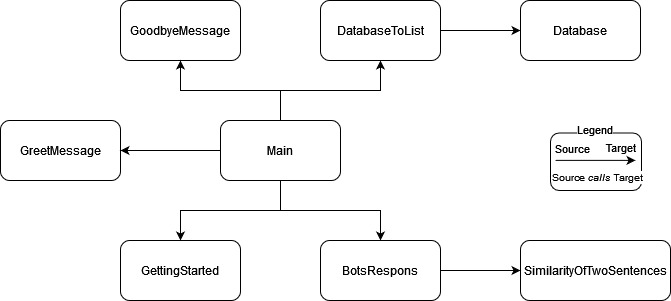 GoodbyeMessage
DatabaseToList
Database
GreetMessage
Main
Legend
Source Target
Source calls Target
GettingStarted
BotsRespons
SimilarityOfTwoSentences